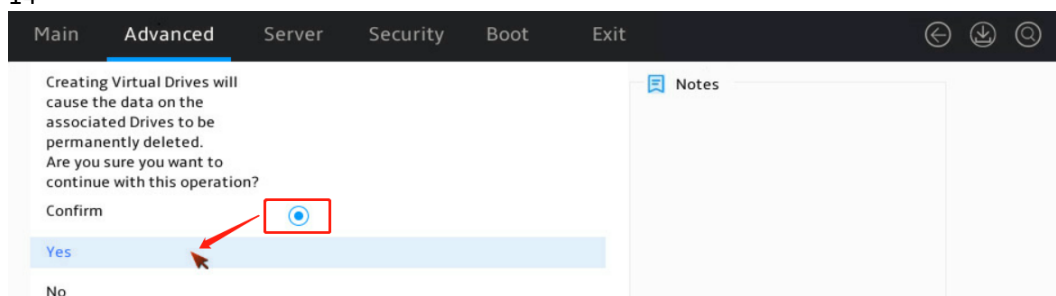 Main Advanced Server Security Boot Exit
Creating Virtual Drives will
cause the data on the
associated Drives to be
permanently deleted.
Are you sure you want to
continue with this operation?
Confirm
Yes
No
Notes